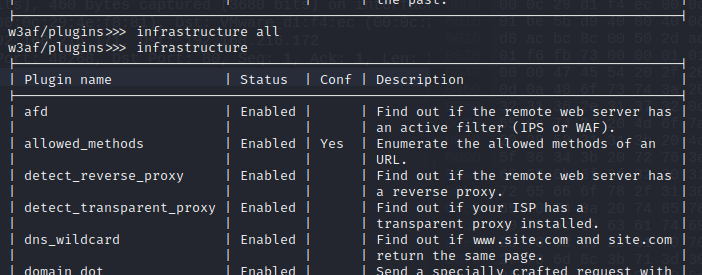 the past.
w3af/plugins>>> infrastructure all
w3af/plugins>>> infrastructure
| Plugin name | Status | Conf | Description |
| afd | Enabled | | Find out if the remote web server has |
| | | | an active filter (IPS or WAF). |
| allowed_methods | Enabled | Yes | Enumerate the allowed methods of an |
| | | | URL. |
| detect_reverse_proxy | Enabled | | Find out if the remote web server has |
| | | | a reverse proxy. |
| detect_transparent_proxy | Enabled | | Find out if your ISP has a |
| | | | transparent proxy installed. |
| dns_wildcard | Enabled | | Find out if www.site.com and site.com |
| | | | return the same page. |
| domain_dot | Enabled | | Send a specially crafted request with |